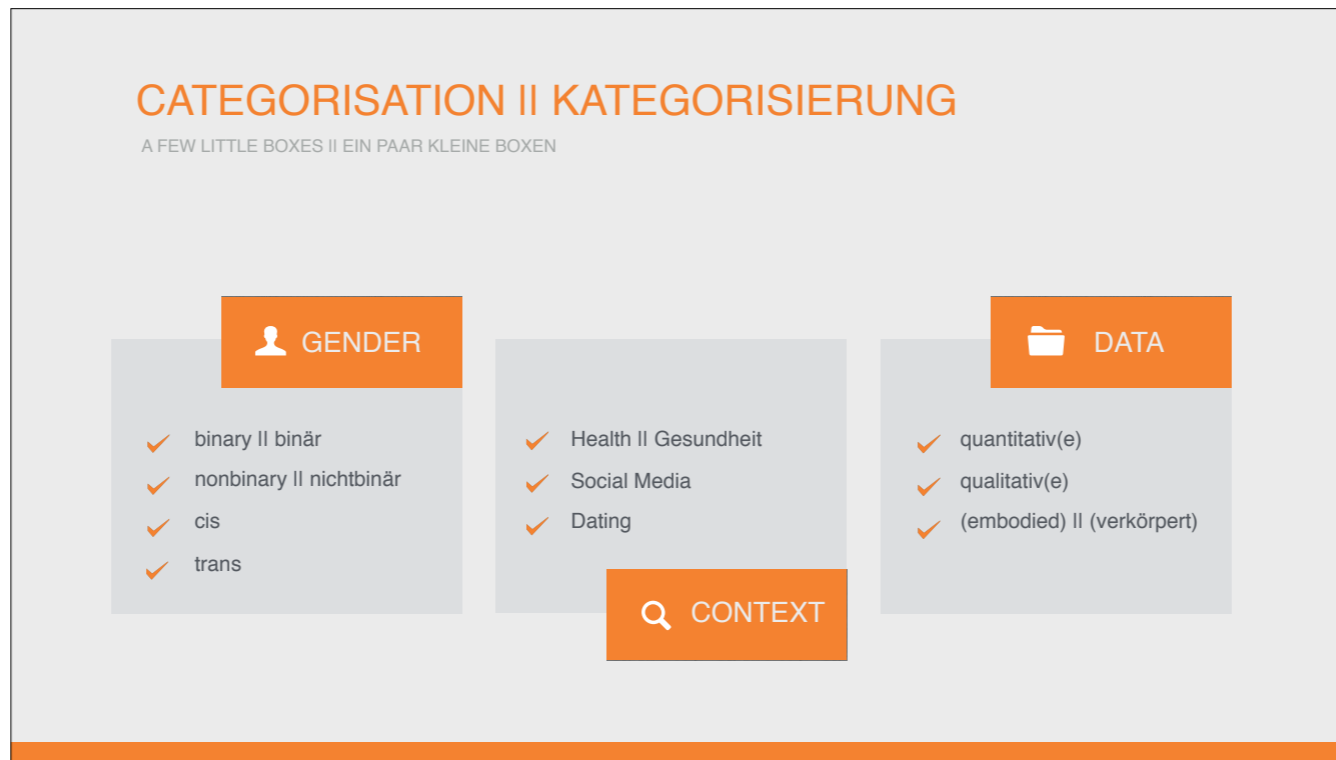 CATEGORISATION II KATEGORISIERUNG
A FEW LITTLE BOXES II EIN PAAR KLEINE BOXEN
GENDER
binary II binär
nonbinary II nichtbinär
cis
trans
Health II Gesundheit
Social Media
Dating
CONTEXT
DATA
quantitativ(e)
qualitativ(e)
(embodied) II (verkörpert)